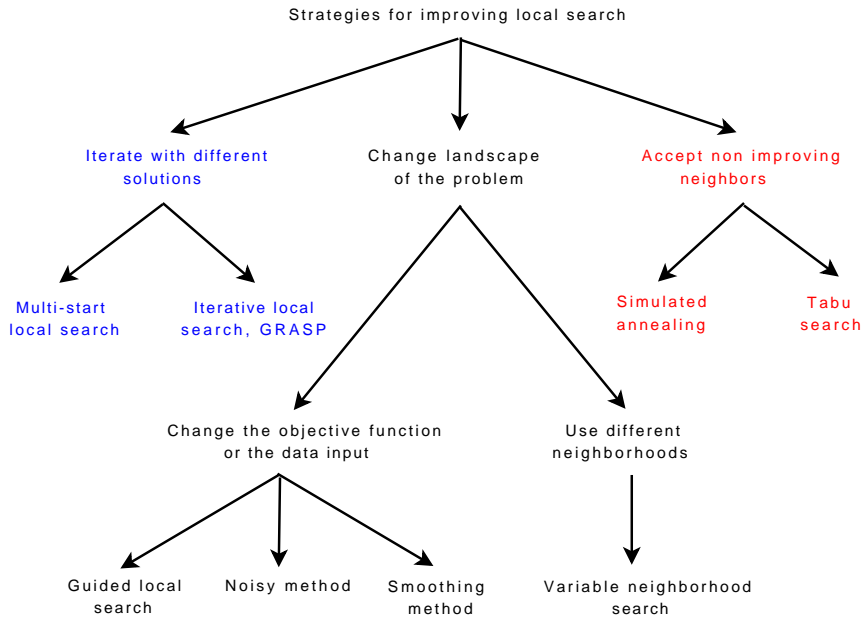 Strategies for improving local search
Iterate with different
solutions
Change landscape
of the problem
Accept non improving
neighbors
Multi-start
local search
Iterative local
search, GRASP
Simulated
annealing
Tabu
search
Change the objective function
or the data input
Use different
neighborhoods
Guided local
search
Noisy method
Smoothing
method
Variable neighborhood
search